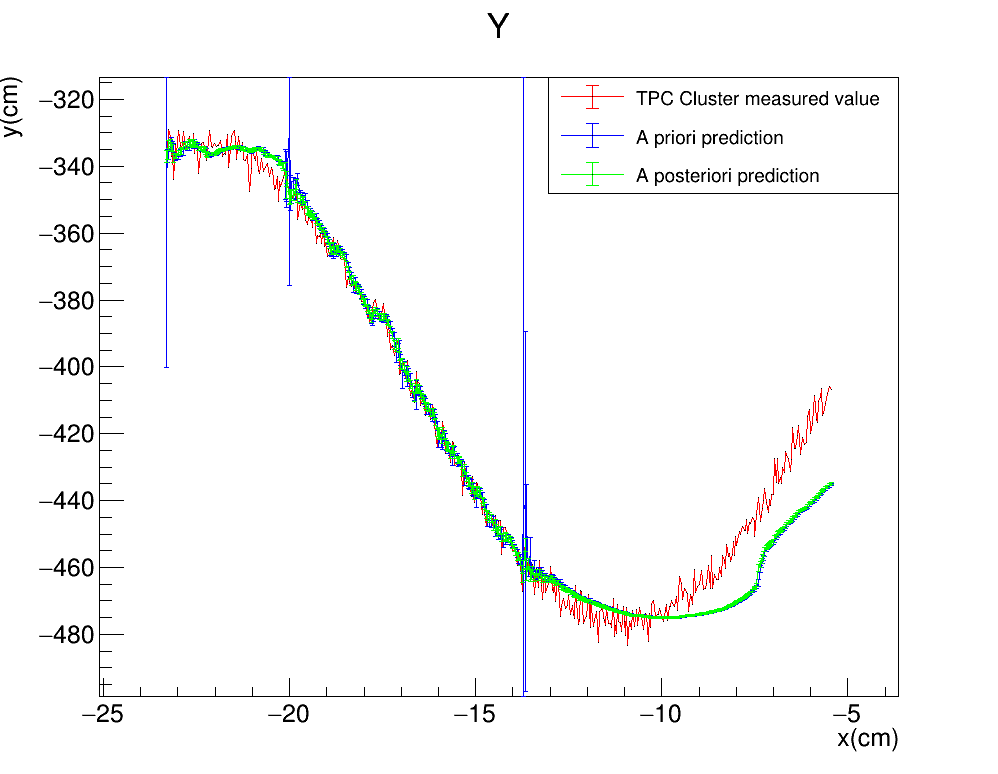 Y
y(cm)
TPC Cluster measured value
A priori prediction
A posteriori prediction
−320
−340
−360
−380
−400
−420
−440
−460
−480
−25 −20 −15 −10 −5
x(cm)